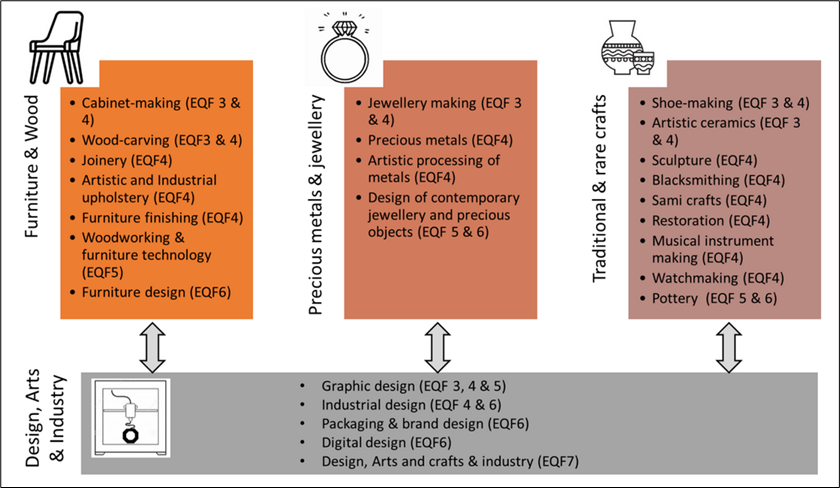 Furniture & Wood
• Cabinet-making (EQF 3 &
4)
• Wood-carving (EQF3 & 4)
• Joinery (EQF4)
• Artistic and Industrial
upholstery (EQF4)
• Furniture finishing (EQF4)
• Woodworking &
furniture technology
(EQF5)
• Furniture design (EQF6)
Precious metals & jewellery
• Jewellery making (EQF 3
& 4)
• Precious metals (EQF4)
• Artistic processing of
metals (EQF4)
• Design of contemporary
jewellery and precious
objects (EQF 5 & 6)
Traditional & rare crafts
• Shoe-making (EQF 3 & 4)
• Artistic ceramics (EQF 3
& 4)
• Sculpture (EQF4)
• Blacksmithing (EQF4)
• Sami crafts (EQF4)
• Restoration (EQF4)
• Musical instrument
making (EQF4)
• Watchmaking (EQF4)
• Pottery (EQF 5 & 6)
Design, Arts
& Industry
• Graphic design (EQF 3, 4 & 5)
• Industrial design (EQF 4 & 6)
• Packaging & brand design (EQF6)
• Digital design (EQF6)
• Design, Arts and crafts & industry (EQF7)